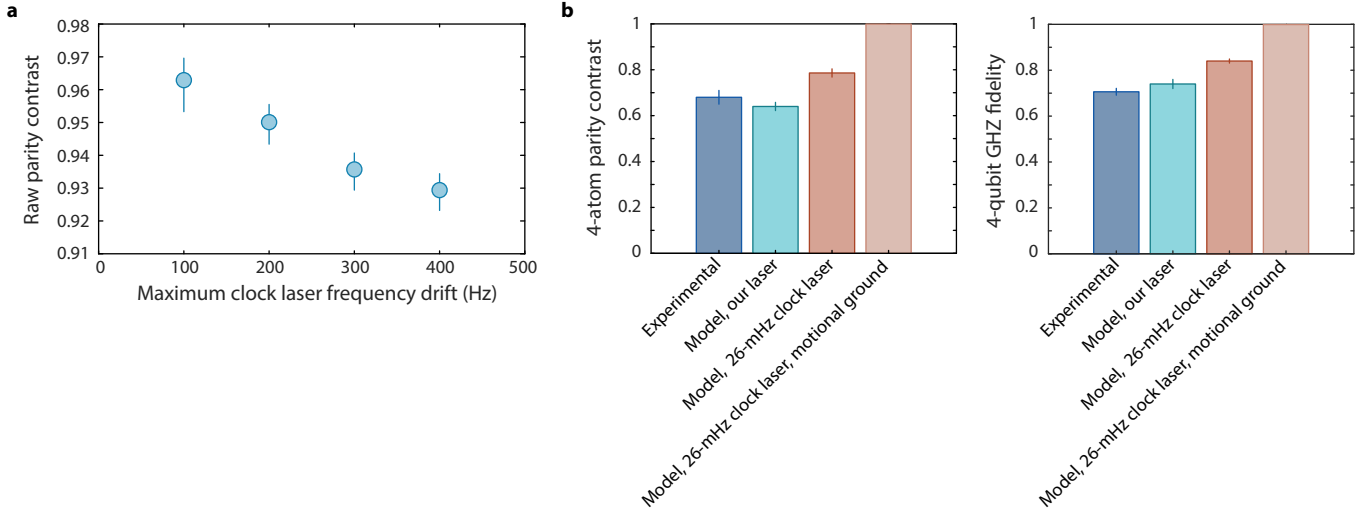 a
0.98
0.97
0.96
0.95
0.94
0.93
0.92
0.91
Raw parity contrast
0
100
200
300
400
500
Maximum clock laser frequency drift (Hz)
b
1
0.8
0.6
0.4
0.2
0
4-atom parity contrast
Experimental
Model, our laser
Model, 26-mHz clock laser
Model, 26-mHz clock laser, motional ground
1
0.8
0.6
0.4
0.2
0
4-qubit GHZ fidelity
Experimental
Model, our laser
Model, 26-mHz clock laser
Model, 26-mHz clock laser, motional ground